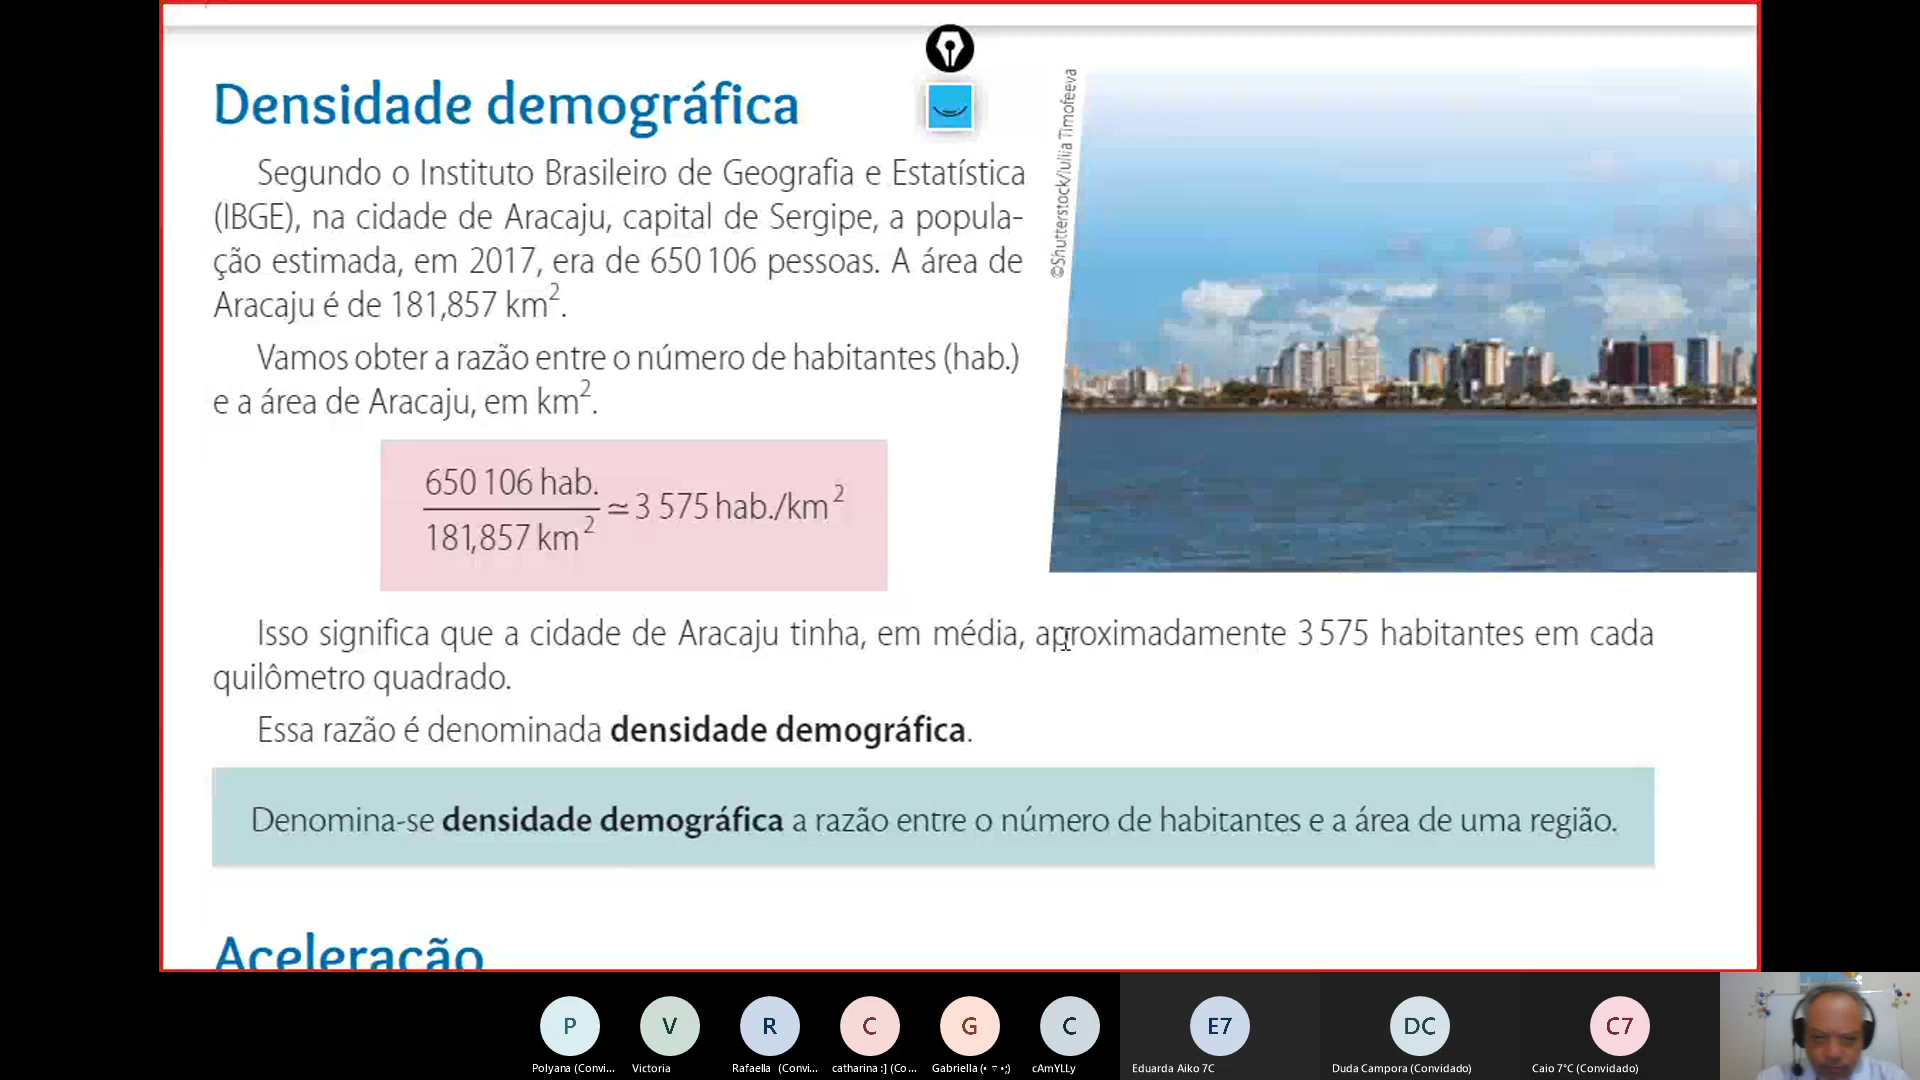 Densidade demográfica
©Shutterstock/Iuliia Timofeeva
Segundo o Instituto Brasileiro de Geografia e Estatística
(IBGE), na cidade de Aracaju, capital de Sergipe, a popula-
ção estimada, em 2017, era de 650 106 pessoas. A área de
Aracaju é de 181,857 km².
Vamos obter a razão entre o número de habitantes (hab.)
e a área de Aracaju, em km².
650 106 hab.
181,857 km²
≃ 3 575 hab./km²
Isso significa que a cidade de Aracaju tinha, em média, aproximadamente 3 575 habitantes em cada
quilômetro quadrado.
Essa razão é denominada densidade demográfica.
Denomina-se densidade demográfica a razão entre o número de habitantes e a área de uma região.
Aceleração
P V R C G C E7 DC C7
Polyana (Convi... Victoria Rafaella (Convi... catharina :] (Co... Gabriella (• cAmYLLy Eduarda Aiko 7C Duda Campora (Convidado) Caio 7°C (Convidado)